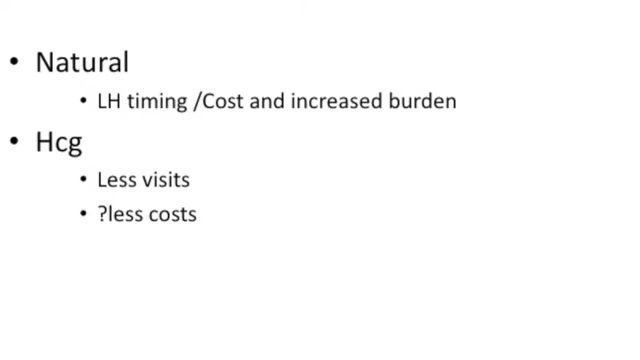 • Natural
• LH timing /Cost and increased burden
• Hcg
• Less visits
• ?less costs